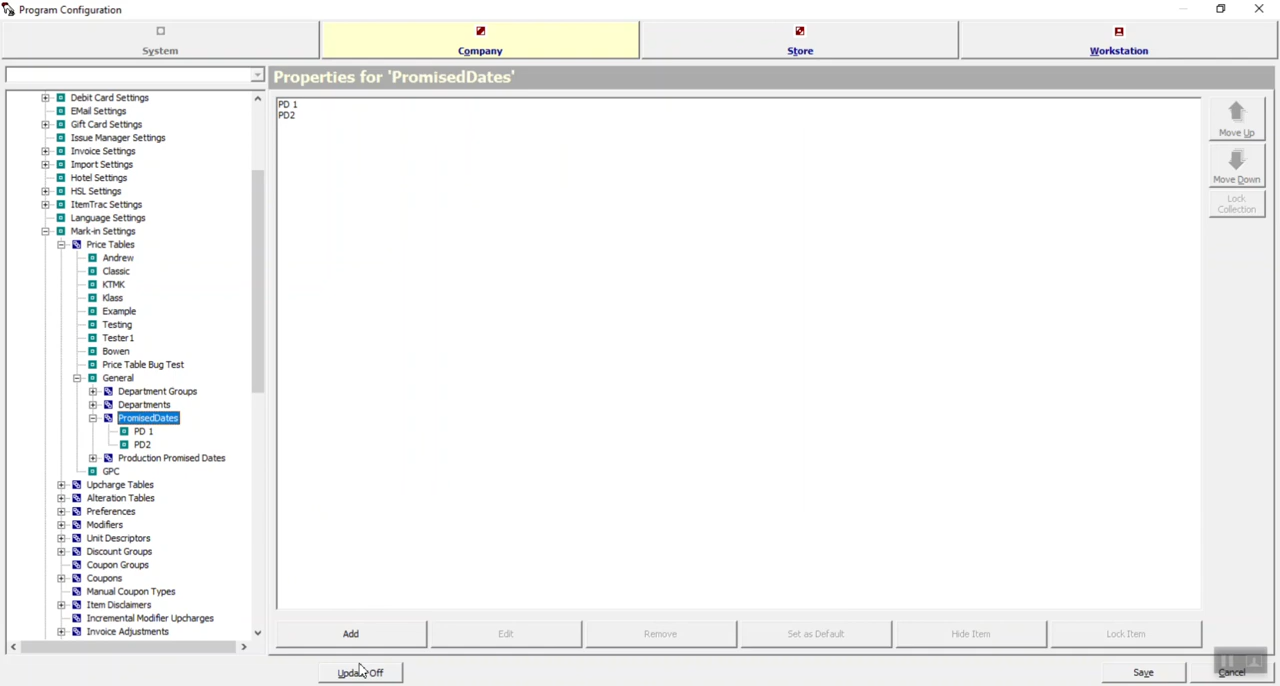 Program Configuration
System
Company
Store
Workstation
Properties for 'PromisedDates'
Debit Card Settings
EMail Settings
Gift Card Settings
Issue Manager Settings
Invoice Settings
Import Settings
Hotel Settings
HSL Settings
ItemTrac Settings
Language Settings
Mark-in Settings
Price Tables
Andrew
Classic
KTMK
Klass
Example
Testing
Tester1
Bowen
Price Table Bug Test
General
Department Groups
Departments
PromisedDates
PD 1
PD2
Production Promised Dates
GPC
Upcharge Tables
Alteration Tables
Preferences
Modifiers
Unit Descriptors
Discount Groups
Coupon Groups
Coupons
Manual Coupon Types
Item Disclaimers
Incremental Modifier Upcharges
Invoice Adjustments
PD 1
PD2
Move Up
Move Down
Lock
Collection
Add
Edit
Remove
Set as Default
Hide Item
Lock Item
Off
Save
Cancel